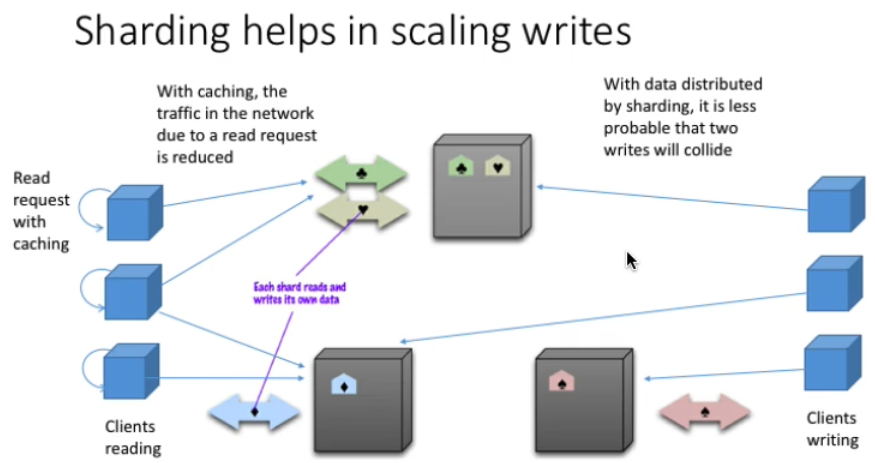 Sharding helps in scaling writes
With caching, the
traffic in the network
due to a read request
is reduced
With data distributed
by sharding, it is less
probable that two
writes will collide
Read
request
with
caching
Each shard reads and
writes its own data
Clients
reading
Clients
writing